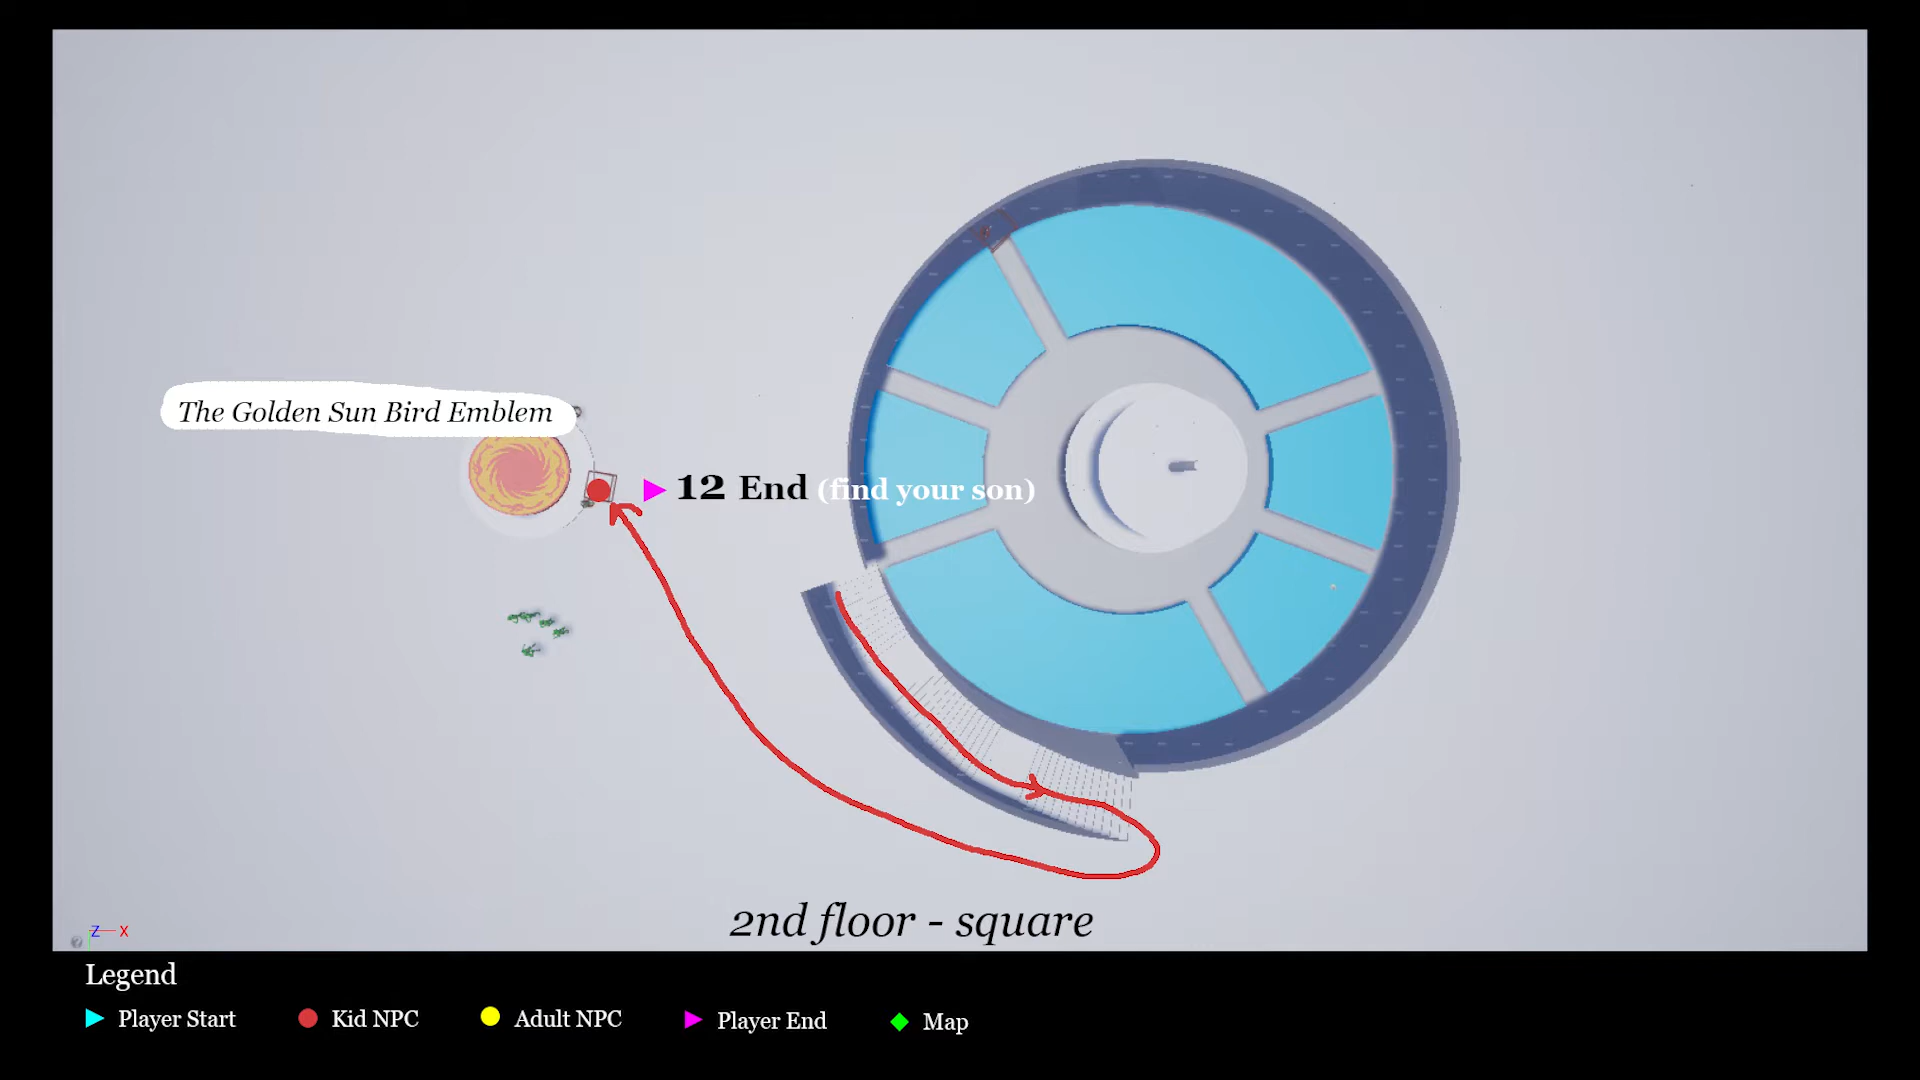 The Golden Sun Bird Emblem
12 End (find your son)
2nd floor - square
Z X
Legend
Player Start
Kid NPC
Adult NPC
Player End
Map